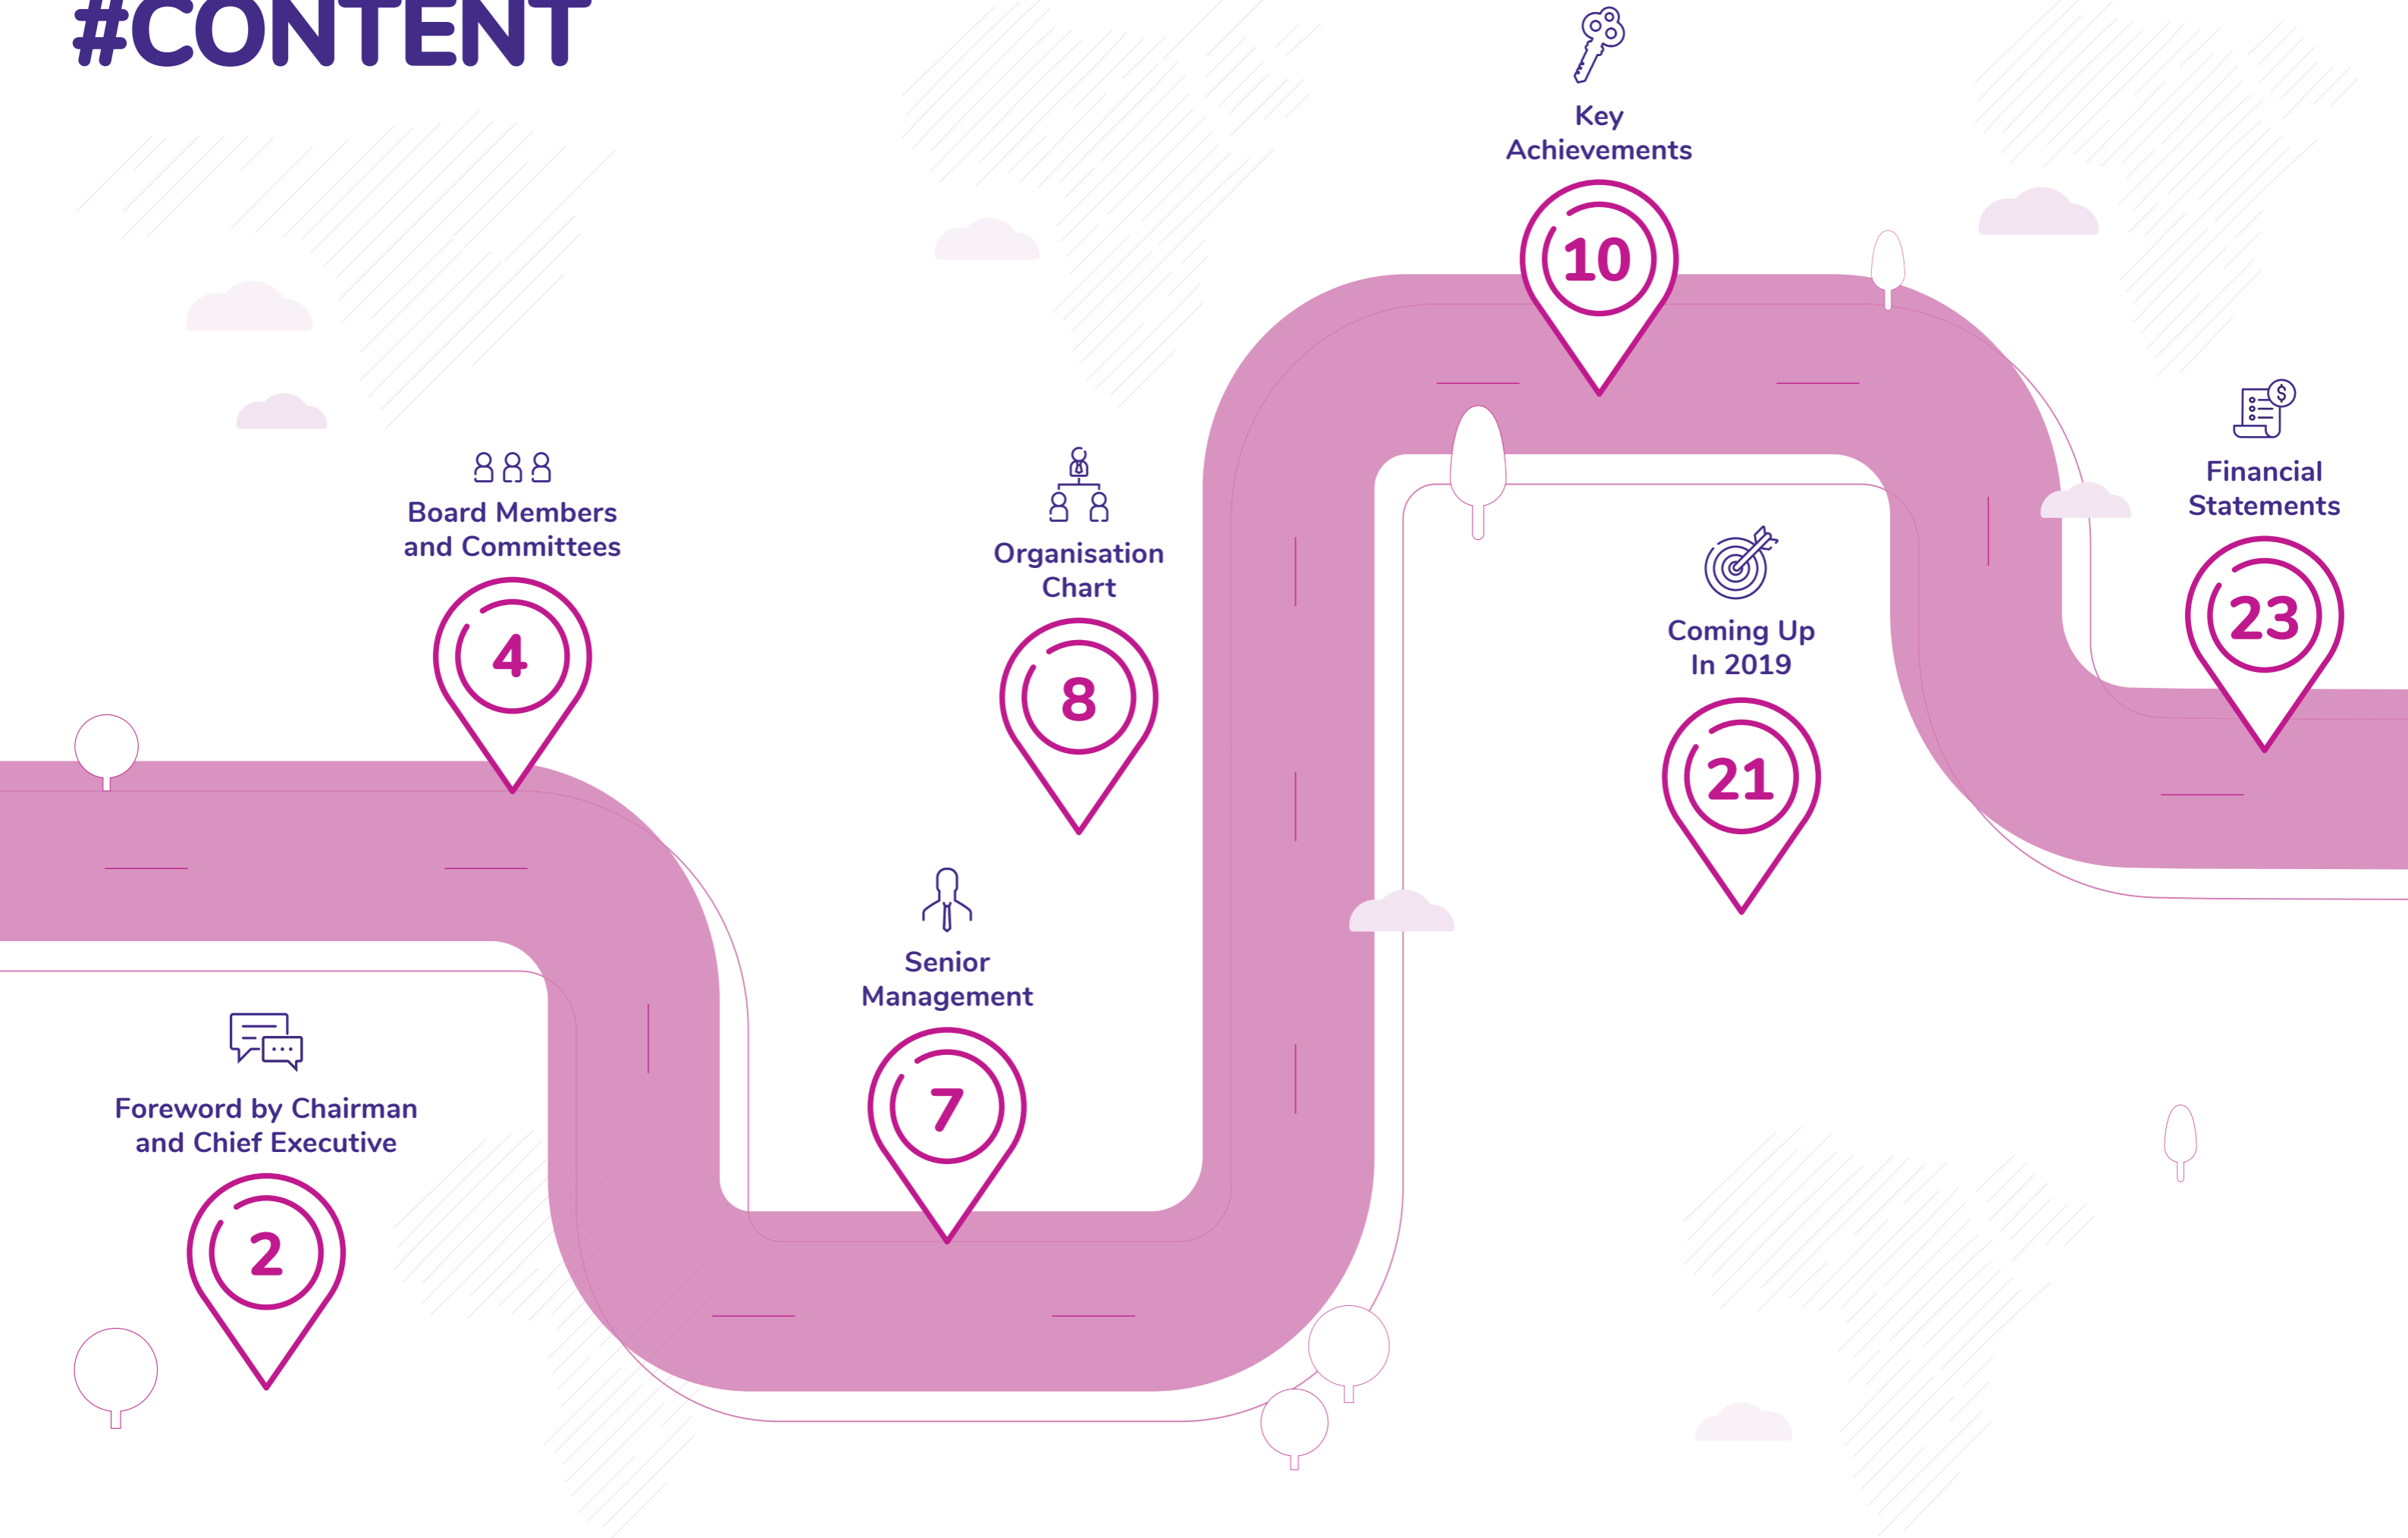 #CONTENT
Foreword by Chairman
and Chief Executive
2
Board Members
and Committees
4
Senior
Management
7
Organisation
Chart
8
Key
Achievements
10
Coming Up
In 2019
21
$
Financial
Statements
23